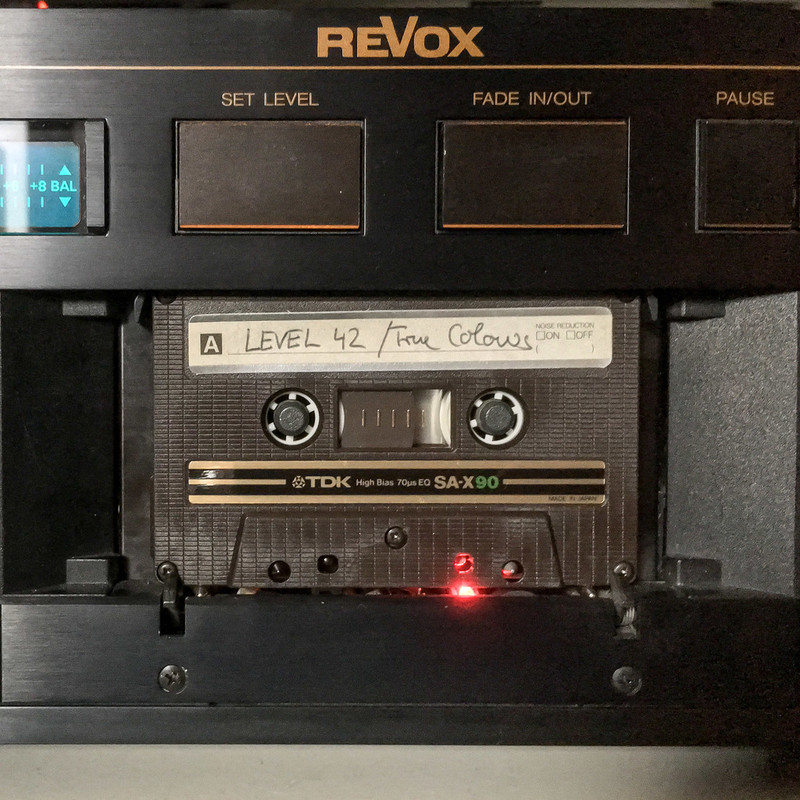 REVOX
SET LEVEL FADE IN/OUT PAUSE
+8 BAL
A LEVEL 42 / True Colours
NOISE REDUCTION
ON OFF
( )
TDK High Bias 70µs EQ SA-X90
MADE IN JAPAN